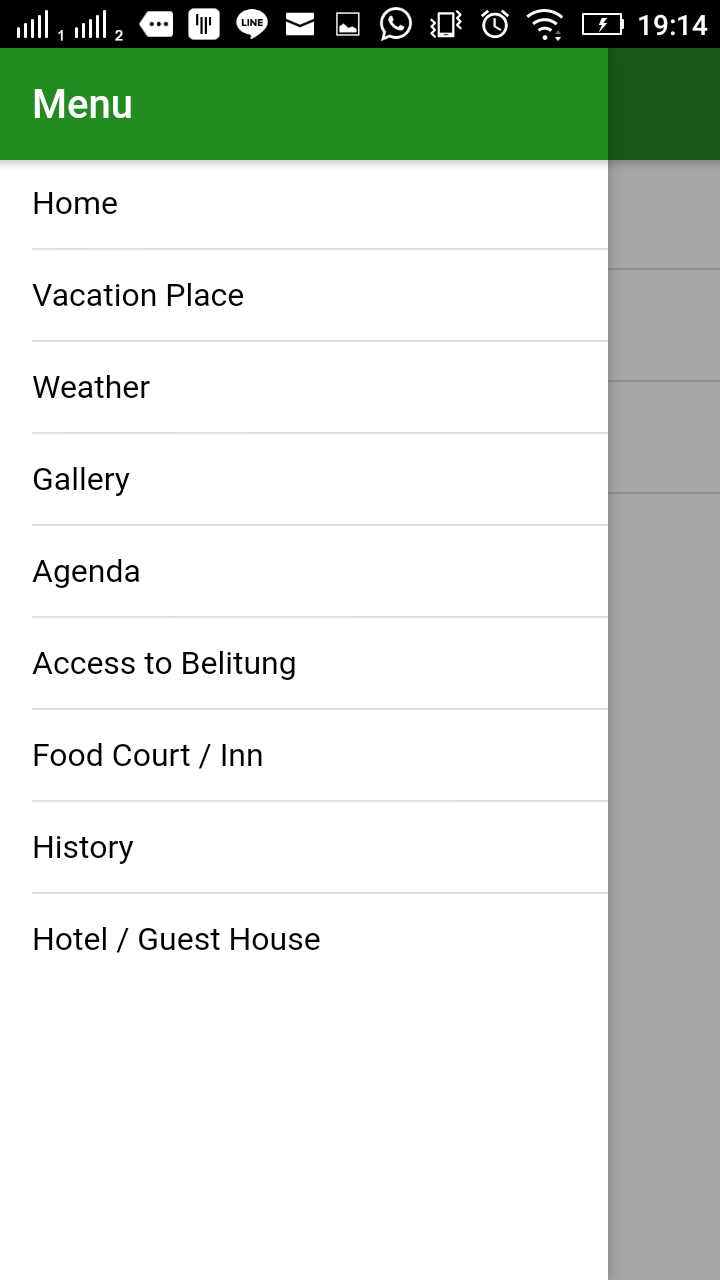 1 2 LINE 19:14
Menu
Home
Vacation Place
Weather
Gallery
Agenda
Access to Belitung
Food Court / Inn
History
Hotel / Guest House